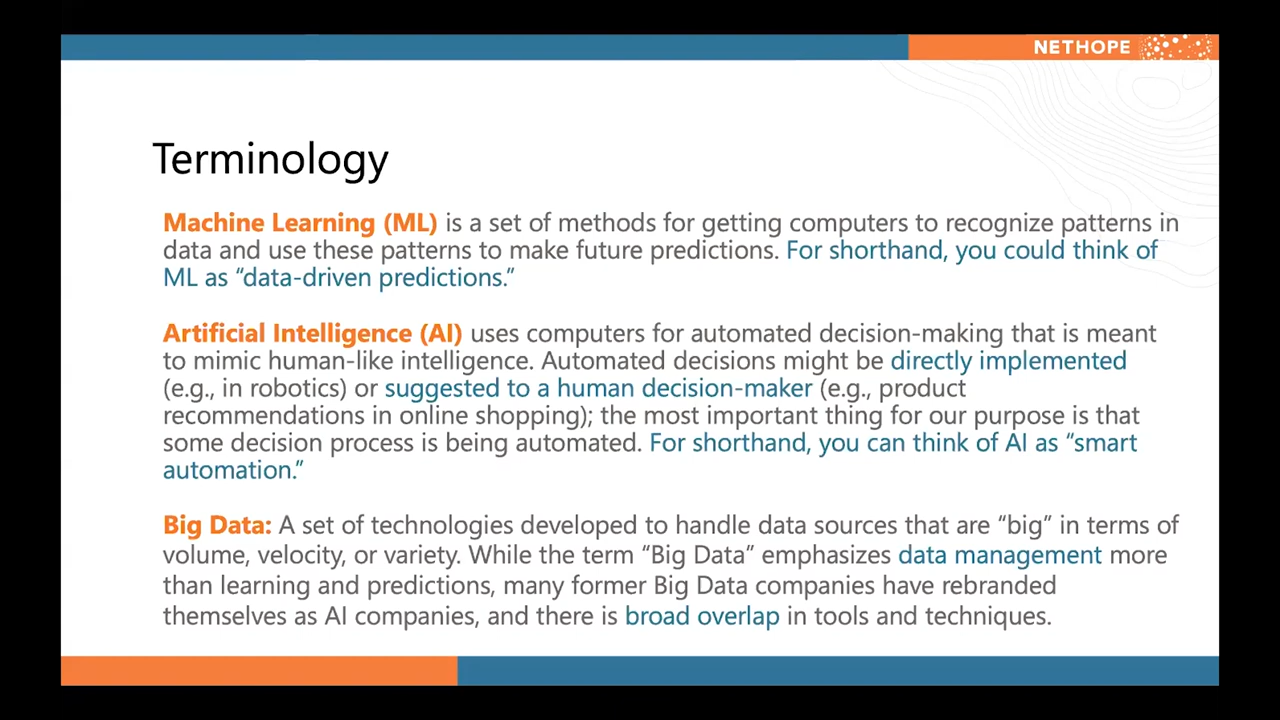 NETHOPE
Terminology
Machine Learning (ML) is a set of methods for getting computers to recognize patterns in
data and use these patterns to make future predictions. For shorthand, you could think of
ML as “data-driven predictions.”
Artificial Intelligence (AI) uses computers for automated decision-making that is meant
to mimic human-like intelligence. Automated decisions might be directly implemented
(e.g., in robotics) or suggested to a human decision-maker (e.g., product
recommendations in online shopping); the most important thing for our purpose is that
some decision process is being automated. For shorthand, you can think of AI as “smart
automation.”
Big Data: A set of technologies developed to handle data sources that are “big” in terms of
volume, velocity, or variety. While the term “Big Data” emphasizes data management more
than learning and predictions, many former Big Data companies have rebranded
themselves as AI companies, and there is broad overlap in tools and techniques.